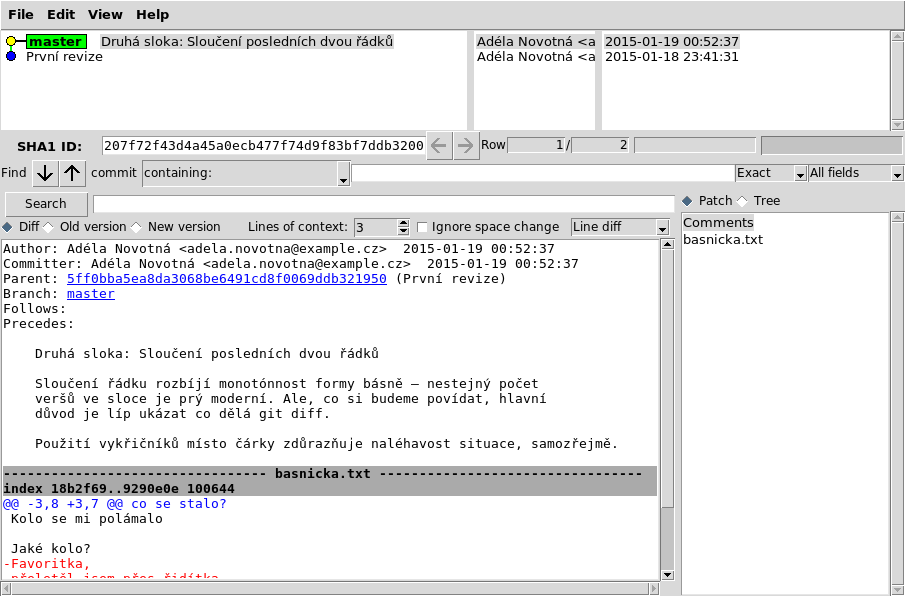 File Edit View Help
master Druhá sloka: Sloučení posledních dvou řádků Adéla Novotná <a 2015-01-19 00:52:37
První revize Adéla Novotná <a 2015-01-18 23:41:31
SHA1 ID: 207f72f43d4a45a0ecb477f74d9f83bf7ddb3200 Row 1 / 2
Find commit containing: Exact All fields
Search
Patch Tree
Diff Old version New version Lines of context: 3 Ignore space change Line diff
Comments
basnicka.txt
Author: Adéla Novotná <adela.novotna@example.cz> 2015-01-19 00:52:37
Committer: Adéla Novotná <adela.novotna@example.cz> 2015-01-19 00:52:37
Parent: 5ff0bba5ea8da3068be6491cd8f0069ddb321950 (První revize)
Branch: master
Follows:
Precedes:
Druhá sloka: Sloučení posledních dvou řádků
Sloučení řádku rozbíjí monotónnost formy básně – nestejný počet
veršů ve sloce je prý moderní. Ale, co si budeme povídat, hlavní
důvod je líp ukázat co dělá git diff.
Použití vykřičníků místo čárky zdůrazňuje naléhavost situace, samozřejmě.
--------------------------------- basnicka.txt ---------------------------------
index 18b2f69..9290e0e 100644
@@ -3,8 +3,7 @@ co se stalo?
Kolo se mi polámalo
Jaké kolo?
-Favoritka,
-přeletěl jsem přes řidítka